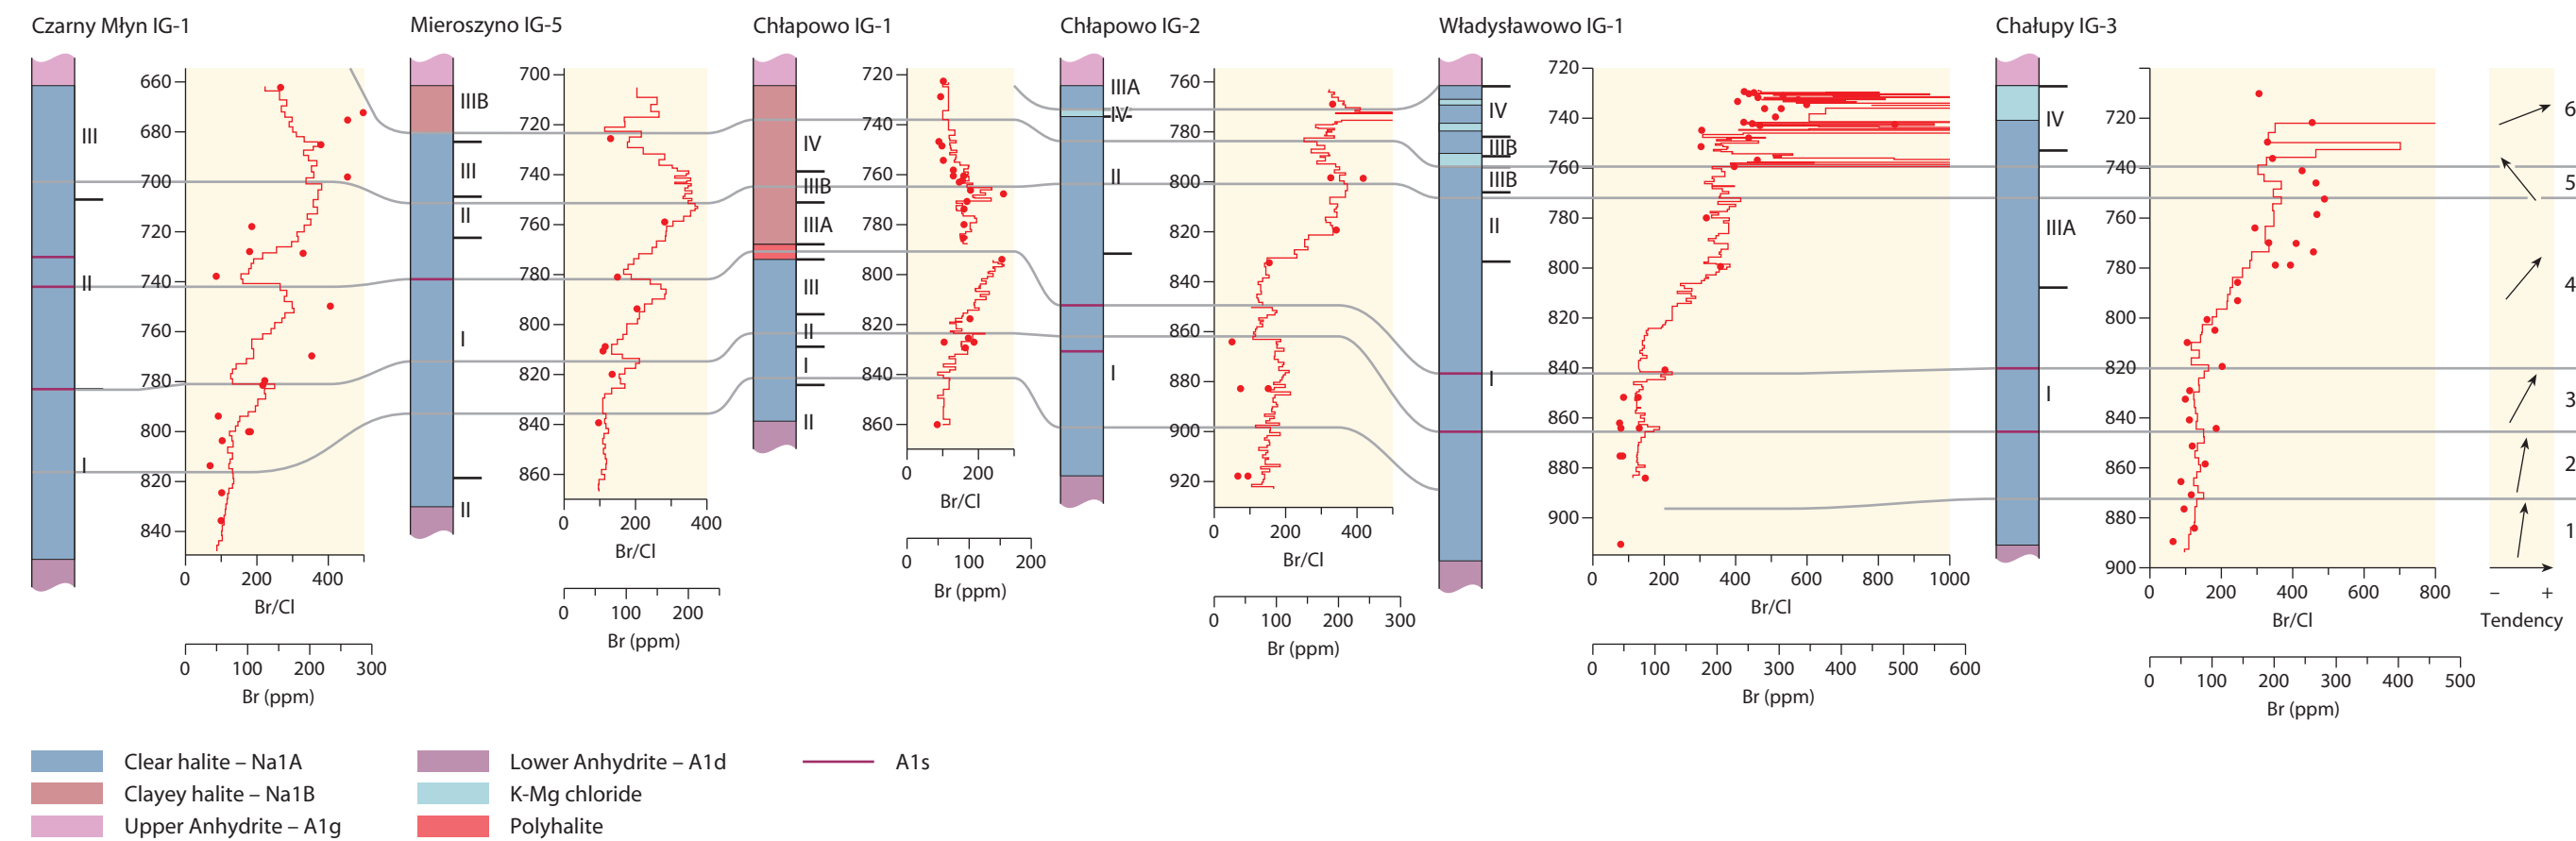 Czarny Młyn IG-1
Mieroszyno IG-5
Chłapowo IG-1
Chłapowo IG-2
Władysławowo IG-1
Chałupy IG-3
III
II
I
660
680
700
720
740
760
780
800
820
840
0 200 400
Br/Cl
0 100 200 300
Br (ppm)
IIIB
III
II
I
II
700
720
740
760
780
800
820
840
860
0 200 400
Br/Cl
0 100 200
Br (ppm)
IV
IIIB
IIIA
III
II
I
II
720
740
760
780
800
820
840
860
0 200
Br/Cl
0 100 200
Br (ppm)
IIIA
IV
II
I
760
780
800
820
840
860
880
900
920
0 200 400
Br/Cl
0 100 200 300
Br (ppm)
IV
IIIB
IIIB
II
I
720
740
760
780
800
820
840
860
880
900
0 200 400 600 800 1000
Br/Cl
0 100 200 300 400 500 600
Br (ppm)
IV
IIIA
I
720
740
760
780
800
820
840
860
880
900
0 200 400 600 800
Br/Cl
0 100 200 300 400 500
Br (ppm)
6
5
4
3
2
1
– +
Tendency
Clear halite – Na1A
Clayey halite – Na1B
Upper Anhydrite – A1g
Lower Anhydrite – A1d
K-Mg chloride
Polyhalite
A1s